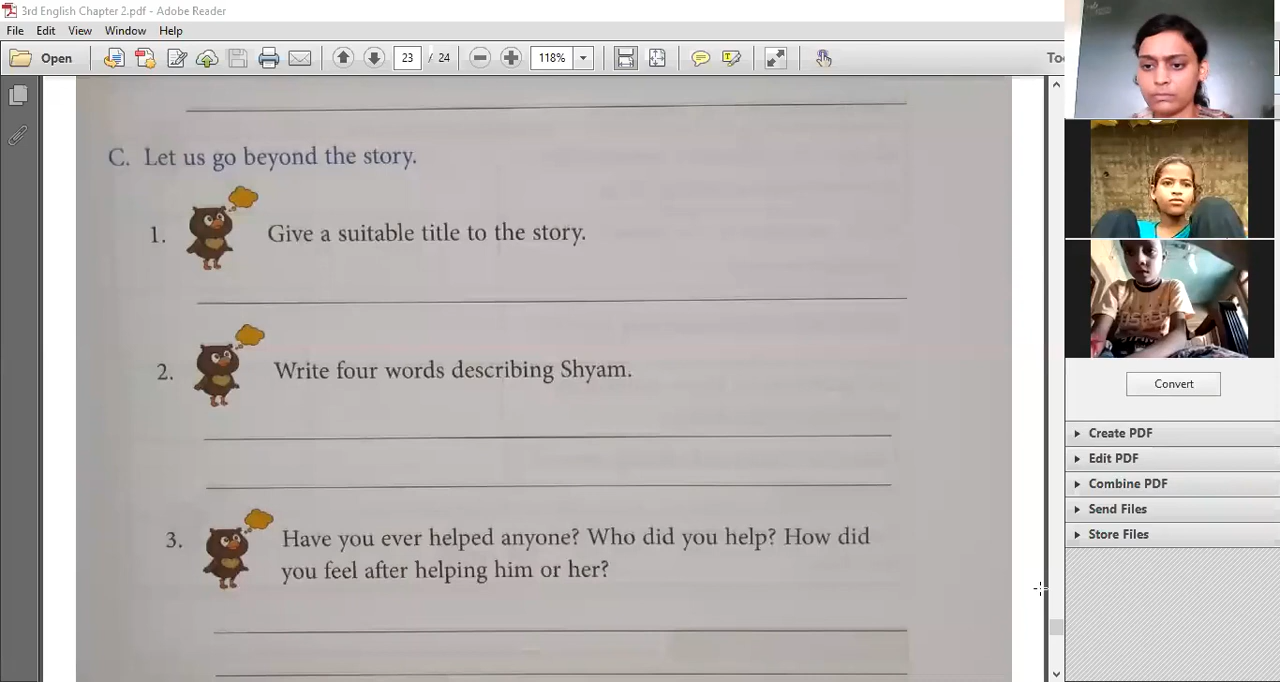 3rd English Chapter 2.pdf - Adobe Reader
File Edit View Window Help
Open 23 / 24 118% To
C. Let us go beyond the story.
1. Give a suitable title to the story.
2. Write four words describing Shyam.
3. Have you ever helped anyone? Who did you help? How did
you feel after helping him or her?
Convert
Create PDF
Edit PDF
Combine PDF
Send Files
Store Files